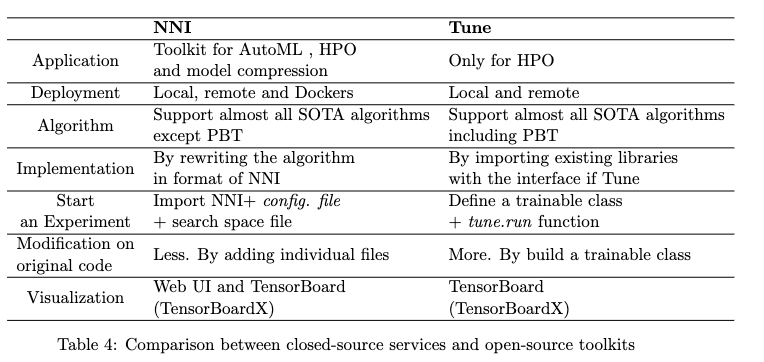 NNI Tune
Application Toolkit for AutoML , HPO Only for HPO
and model compression
Deployment Local, remote and Dockers Local and remote
Algorithm Support almost all SOTA algorithms Support almost all SOTA algorithms
except PBT including PBT
Implementation By rewriting the algorithm By importing existing libraries
in format of NNI with the interface if Tune
Start Import NNI+ config. file Define a trainable class
an Experiment + search space file + tune.run function
Modification on
original code Less. By adding individual files More. By build a trainable class
Visualization Web UI and TensorBoard TensorBoard
(TensorBoardX) (TensorBoardX)
Table 4: Comparison between closed-source services and open-source toolkits